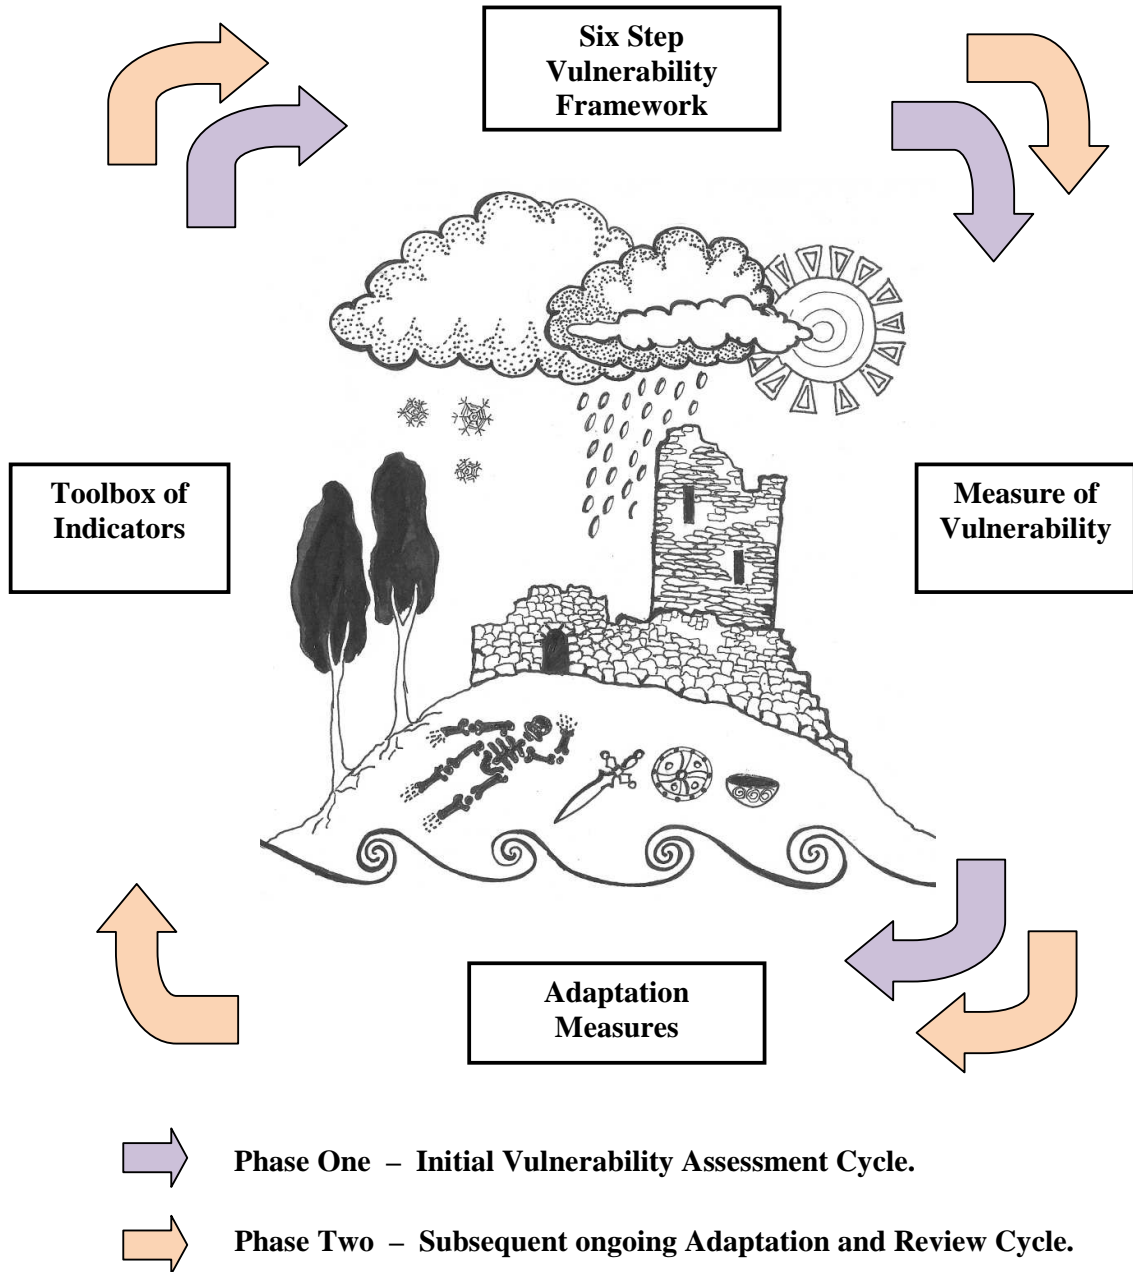 Six Step
Vulnerability
Framework
Toolbox of
Indicators
Measure of
Vulnerability
Adaptation
Measures
Phase One – Initial Vulnerability Assessment Cycle.
Phase Two – Subsequent ongoing Adaptation and Review Cycle.